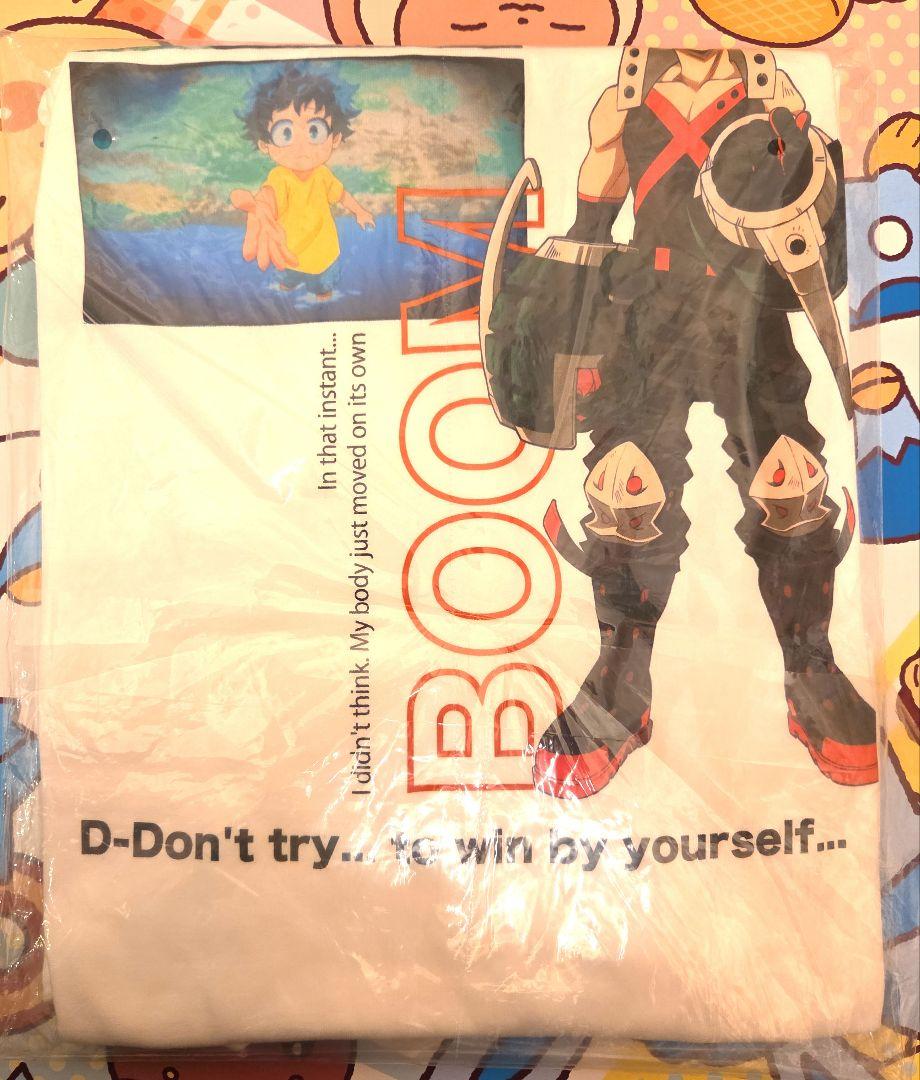 In that instant...
I didn't think. My body just moved on its own
BOOM
D-Don't try... to win by yourself...